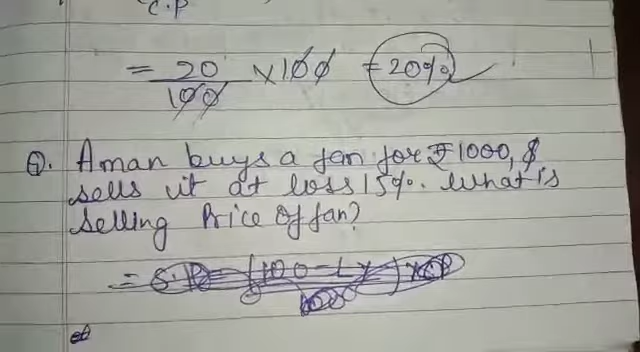 C.P
= 20/100 × 100 = 20%
Q. A man buys a fan for ₹1000, &
sells it at loss 15%. What is
Selling Price of fan?